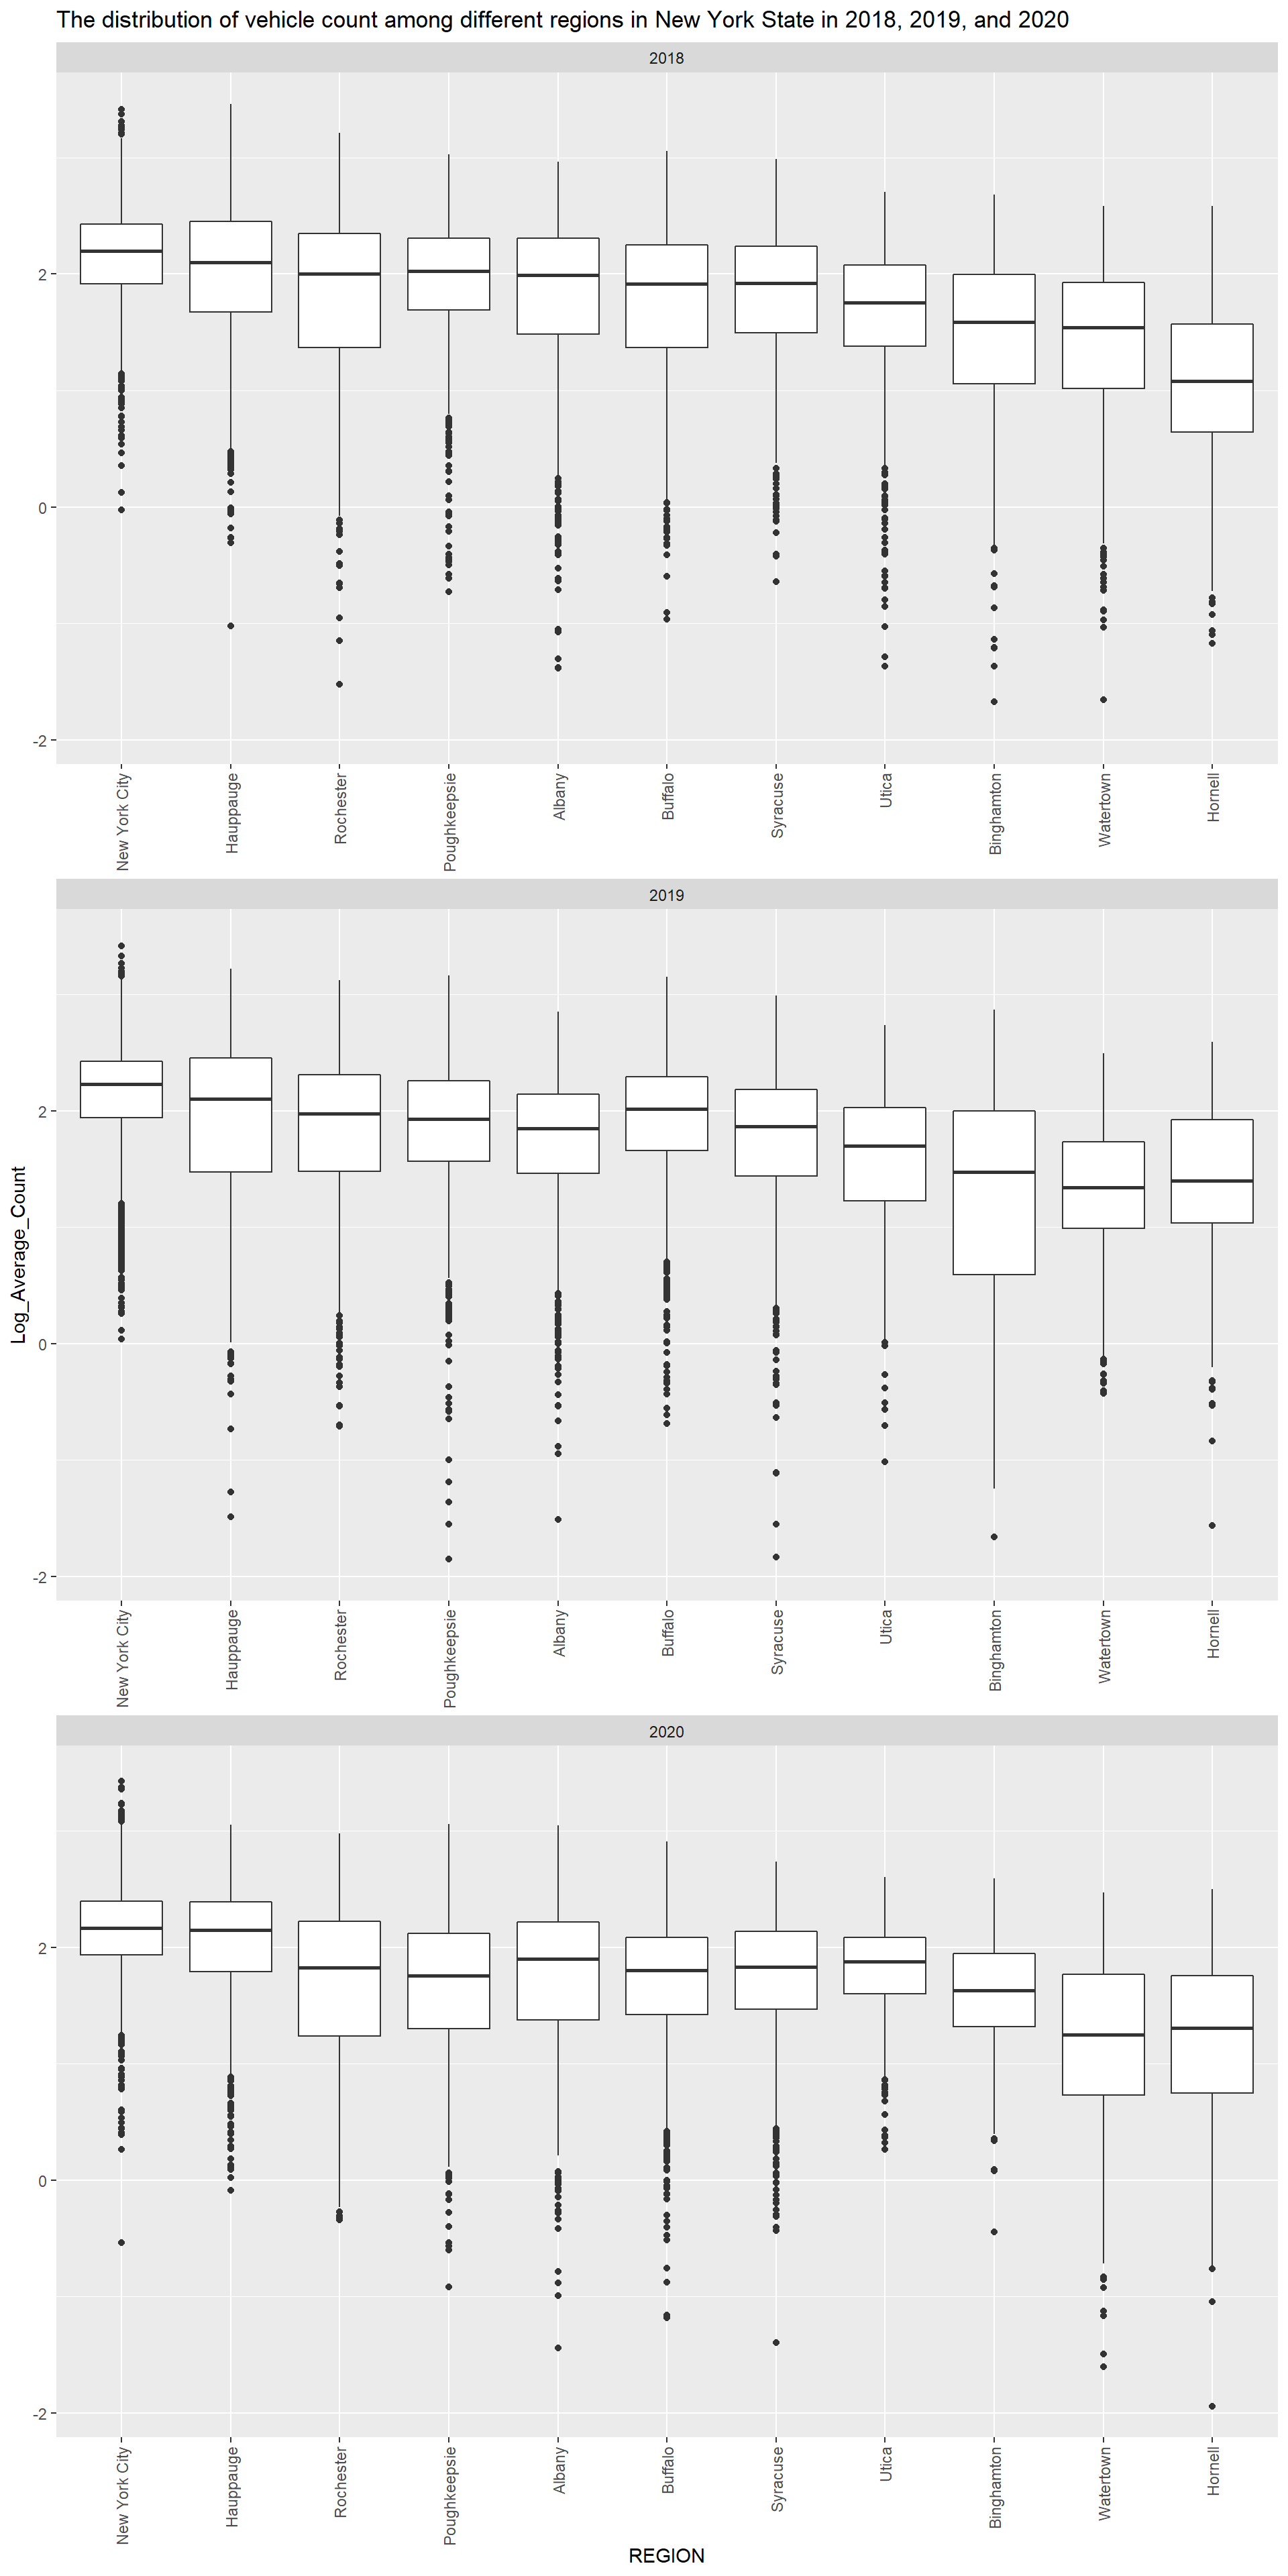 The distribution of vehicle count among different regions in New York State in 2018, 2019, and 2020
2018
2
0
-2
New York City
Hauppauge
Rochester
Poughkeepsie
Albany
Buffalo
Syracuse
Utica
Binghamton
Watertown
Hornell
2019
Log_Average_Count
2
0
-2
New York City
Hauppauge
Rochester
Poughkeepsie
Albany
Buffalo
Syracuse
Utica
Binghamton
Watertown
Hornell
2020
2
0
-2
New York City
Hauppauge
Rochester
Poughkeepsie
Albany
Buffalo
Syracuse
Utica
Binghamton
Watertown
Hornell
REGION